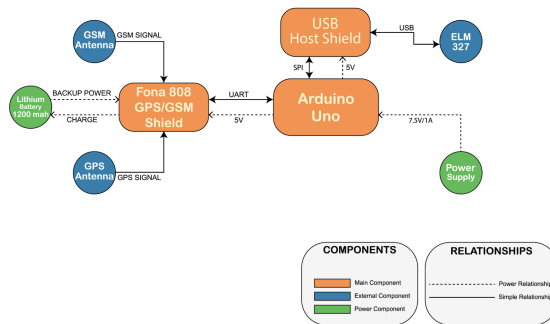 GSM
Antenna
GSM SIGNAL
USB
Host Shield
USB
ELM
327
SPI
5V
Lithium
Battery
1200 mah
BACKUP POWER
CHARGE
Fona 808
GPS/GSM
Shield
UART
5V
Arduino
Uno
7.5V/1A
GPS
Antenna
GPS SIGNAL
Power
Supply
COMPONENTS
Main Component
External Component
Power Component
RELATIONSHIPS
Power Relationship
Simple Relationship